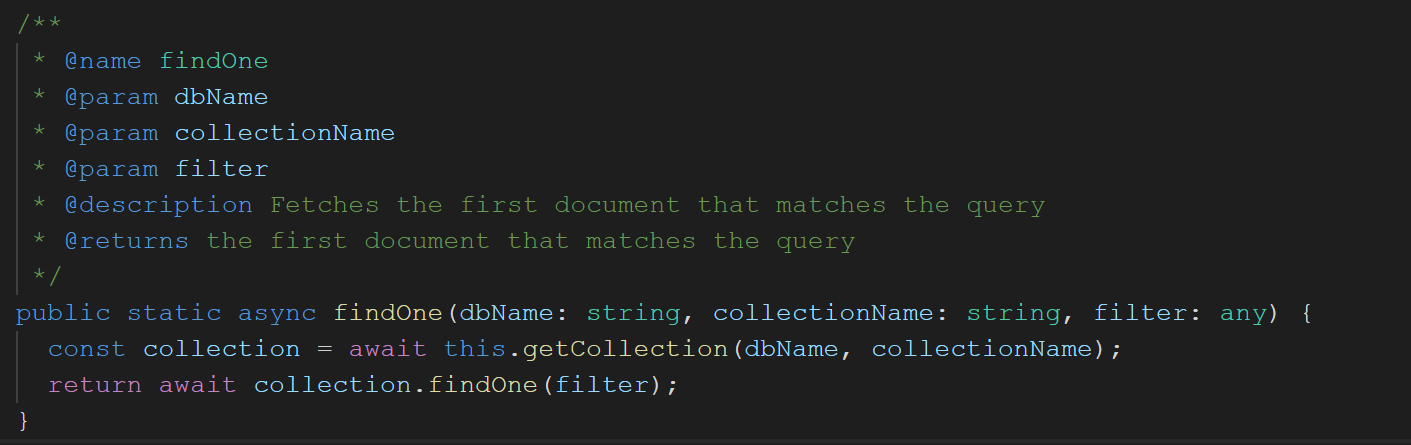 /**
* @name findOne
* @param dbName
* @param collectionName
* @param filter
* @description Fetches the first document that matches the query
* @returns the first document that matches the query
*/
public static async findOne(dbName: string, collectionName: string, filter: any) {
const collection = await this.getCollection(dbName, collectionName);
return await collection.findOne(filter);
}